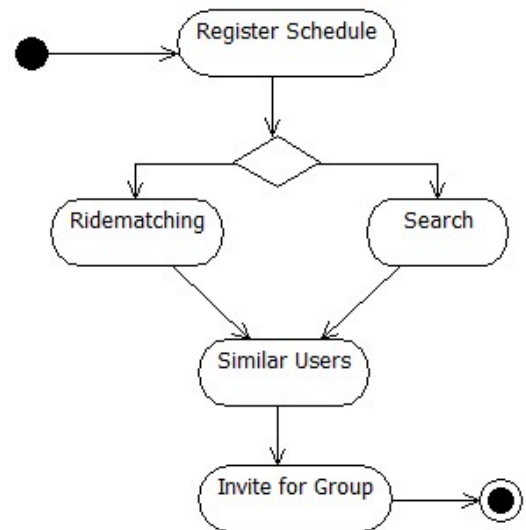 Register Schedule
Ridematching
Search
Similar Users
Invite for Group